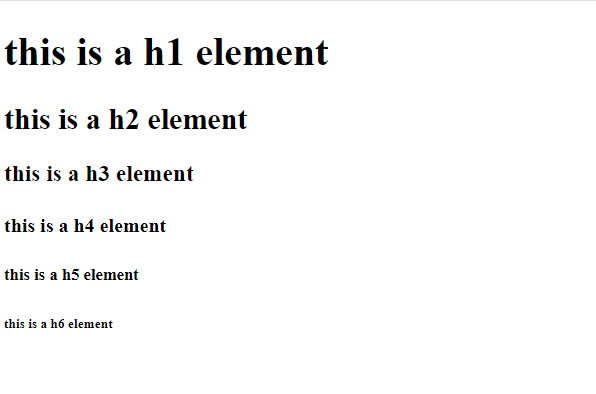 this is a h1 element
this is a h2 element
this is a h3 element
this is a h4 element
this is a h5 element
this is a h6 element